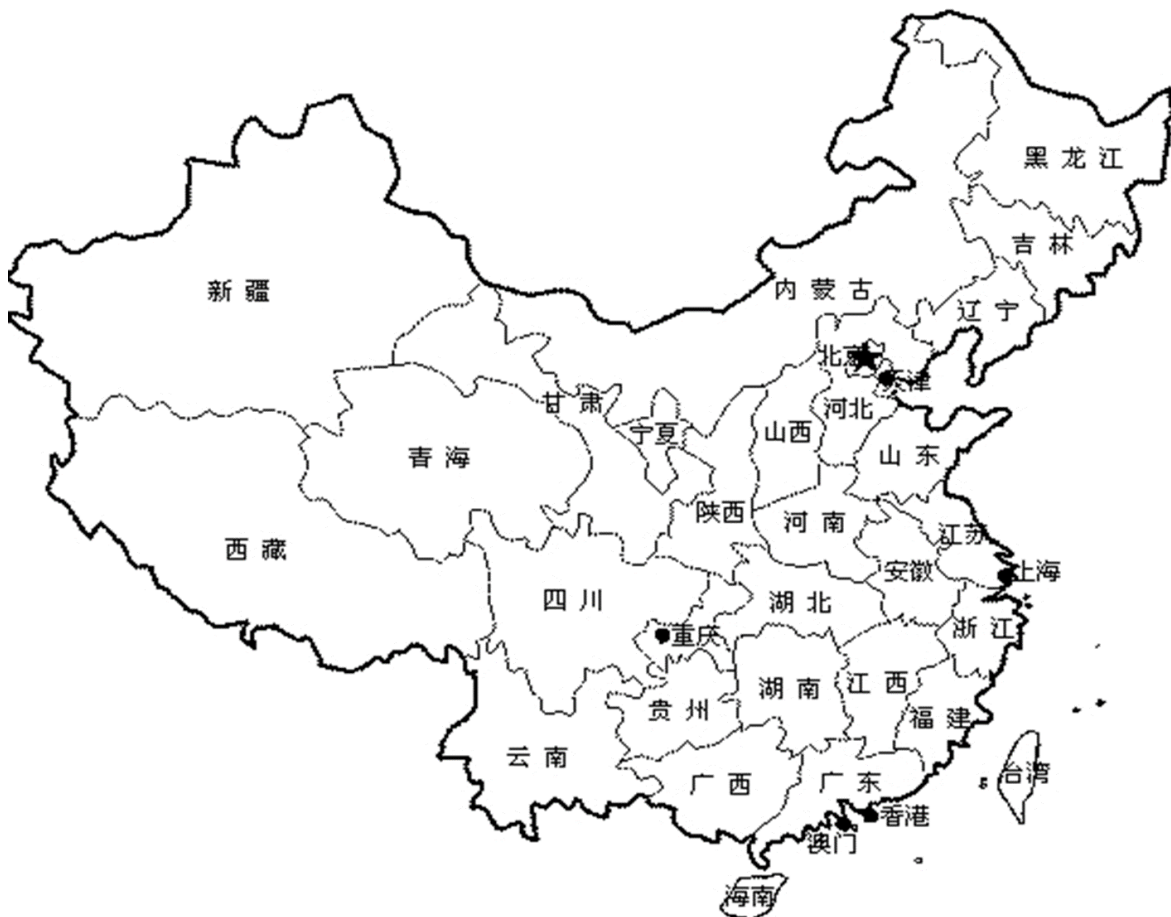 黑龙江
吉林
辽宁
内蒙古
新疆
北京
天津
甘肃
河北
宁夏
山西
山东
青海
陕西
河南
江苏
西藏
安徽
上海
四川
湖北
浙江
重庆
湖南
江西
贵州
福建
云南
广西
广东
台湾
香港
澳门
海南